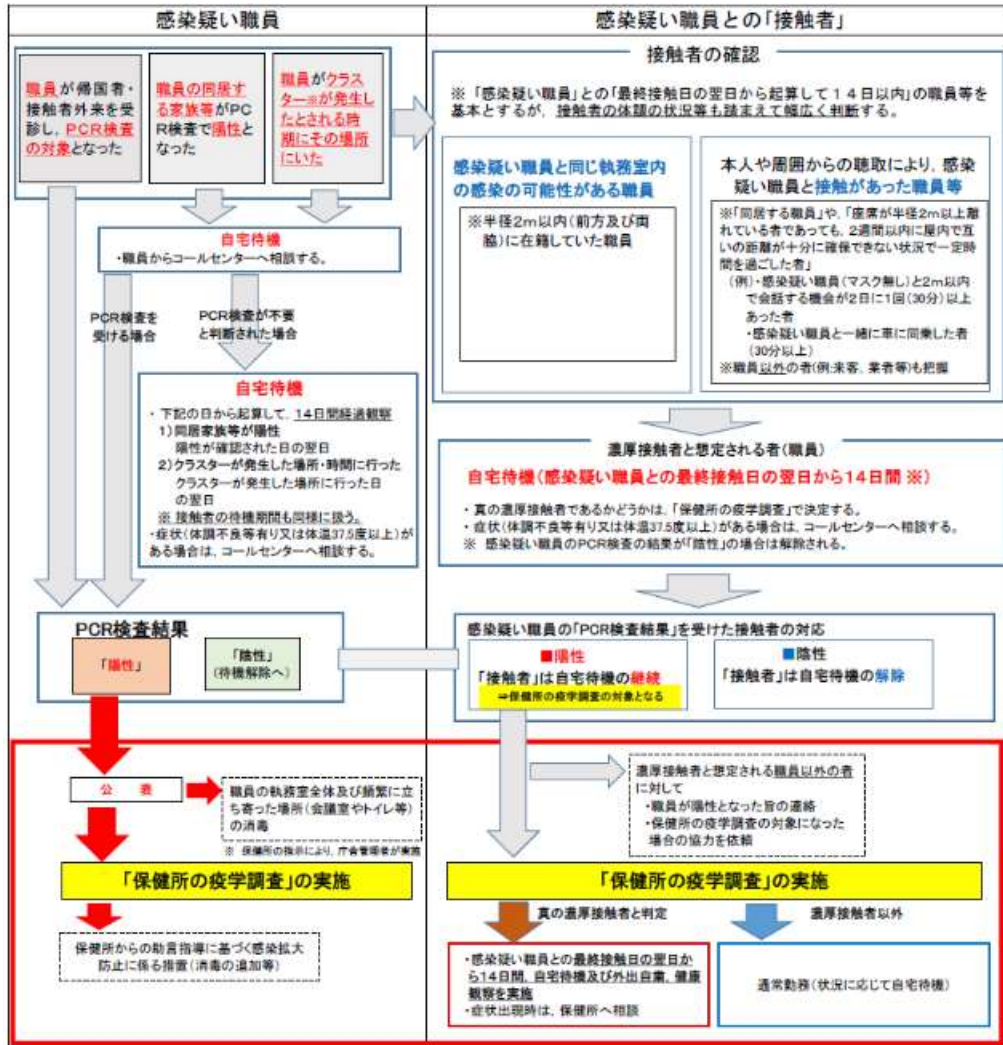 感染疑い職員
感染疑い職員との「接触者」
職員が帰国者・
接触者外来を受
診し，PCR検査
の対象となった
職員の同居す
る家族等がPC
R検査で陽性と
なった
職員がクラス
ター※が発生し
たとされる時
期にその場所
にいた
自宅待機
・職員からコールセンターへ相談する。
PCR検査を
受ける場合
PCR検査が不要
と判断された場合
自宅待機
・下記の日から起算して，14日間経過観察
1）同居家族等が陽性
陽性が確認された日の翌日
2）クラスターが発生した場所・時間に行った
クラスターが発生した場所に行った日
の翌日
※ 接触者の待機期間も同様に扱う。
・症状（体調不良等有り又は体温37.5度以上）が
ある場合は，コールセンターへ相談する。
接触者の確認
※ 「感染疑い職員」との「最終接触日の翌日から起算して14日以内」の職員等を
基本とするが，接触者の体調の状況等も踏まえて幅広く判断する。
感染疑い職員と同じ執務室内
の感染の可能性がある職員
※半径2m以内（前方及び両
脇）に在籍していた職員
本人や周囲からの聴取により，感染
疑い職員と接触があった職員等
※「同居する職員」や，「座席が半径2m以上離
れている者であっても，2週間以内に屋内で互
いの距離が十分に確保できない状況で一定時
間を過ごした者」
（例）・感染疑い職員（マスク無し）と2m以内
で会話する機会が2日に1回（30分）以上
あった者
・感染疑い職員と一緒に車に同乗した者
（30分以上）
※職員以外の者（例：来客，業者等）も把握
濃厚接触者と想定される者（職員）
自宅待機（感染疑い職員との最終接触日の翌日から14日間 ※）
・真の濃厚接触者であるかどうかは，「保健所の疫学調査」で決定する。
・症状（体調不良等有り又は体温37.5度以上）がある場合は，コールセンターへ相談する。
※ 感染疑い職員のPCR検査の結果が「陰性」の場合は解除される。
PCR検査結果
「陽性」
「陰性」
（待機解除へ）
感染疑い職員の「PCR検査結果」を受けた接触者の対応
■陽性
「接触者」は自宅待機の継続
⇒保健所の疫学調査の対象となる
■陰性
「接触者」は自宅待機の解除
公 表
職員の執務室全体及び頻繁に立
ち寄った場所（会議室やトイレ等）
の消毒
※ 保健所の指示により，庁舎管理者が実施
濃厚接触者と想定される職員以外の者
に対して
・職員が陽性となった旨の連絡
・保健所の疫学調査の対象になった
場合の協力を依頼
「保健所の疫学調査」の実施
「保健所の疫学調査」の実施
保健所からの助言指導に基づく感染拡大
防止に係る措置（消毒の追加等）
真の濃厚接触者と判定
濃厚接触者以外
・感染疑い職員との最終接触日の翌日か
ら14日間，自宅待機及び外出自粛，健康
観察を実施
・症状出現時は，保健所へ相談
通常勤務（状況に応じて自宅待機）